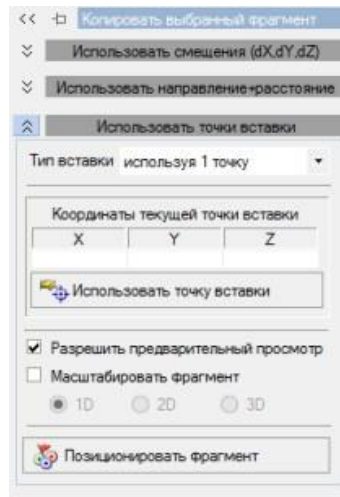 << Копировать выбранный фрагмент
Использовать смещения (dX,dY,dZ)
Использовать направление+расстояние
Использовать точки вставки
Тип вставки используя 1 точку
Координаты текущей точки вставки
X Y Z
Использовать точку вставки
Разрешить предварительный просмотр
Масштабировать фрагмент
1D 2D 3D
Позиционировать фрагмент